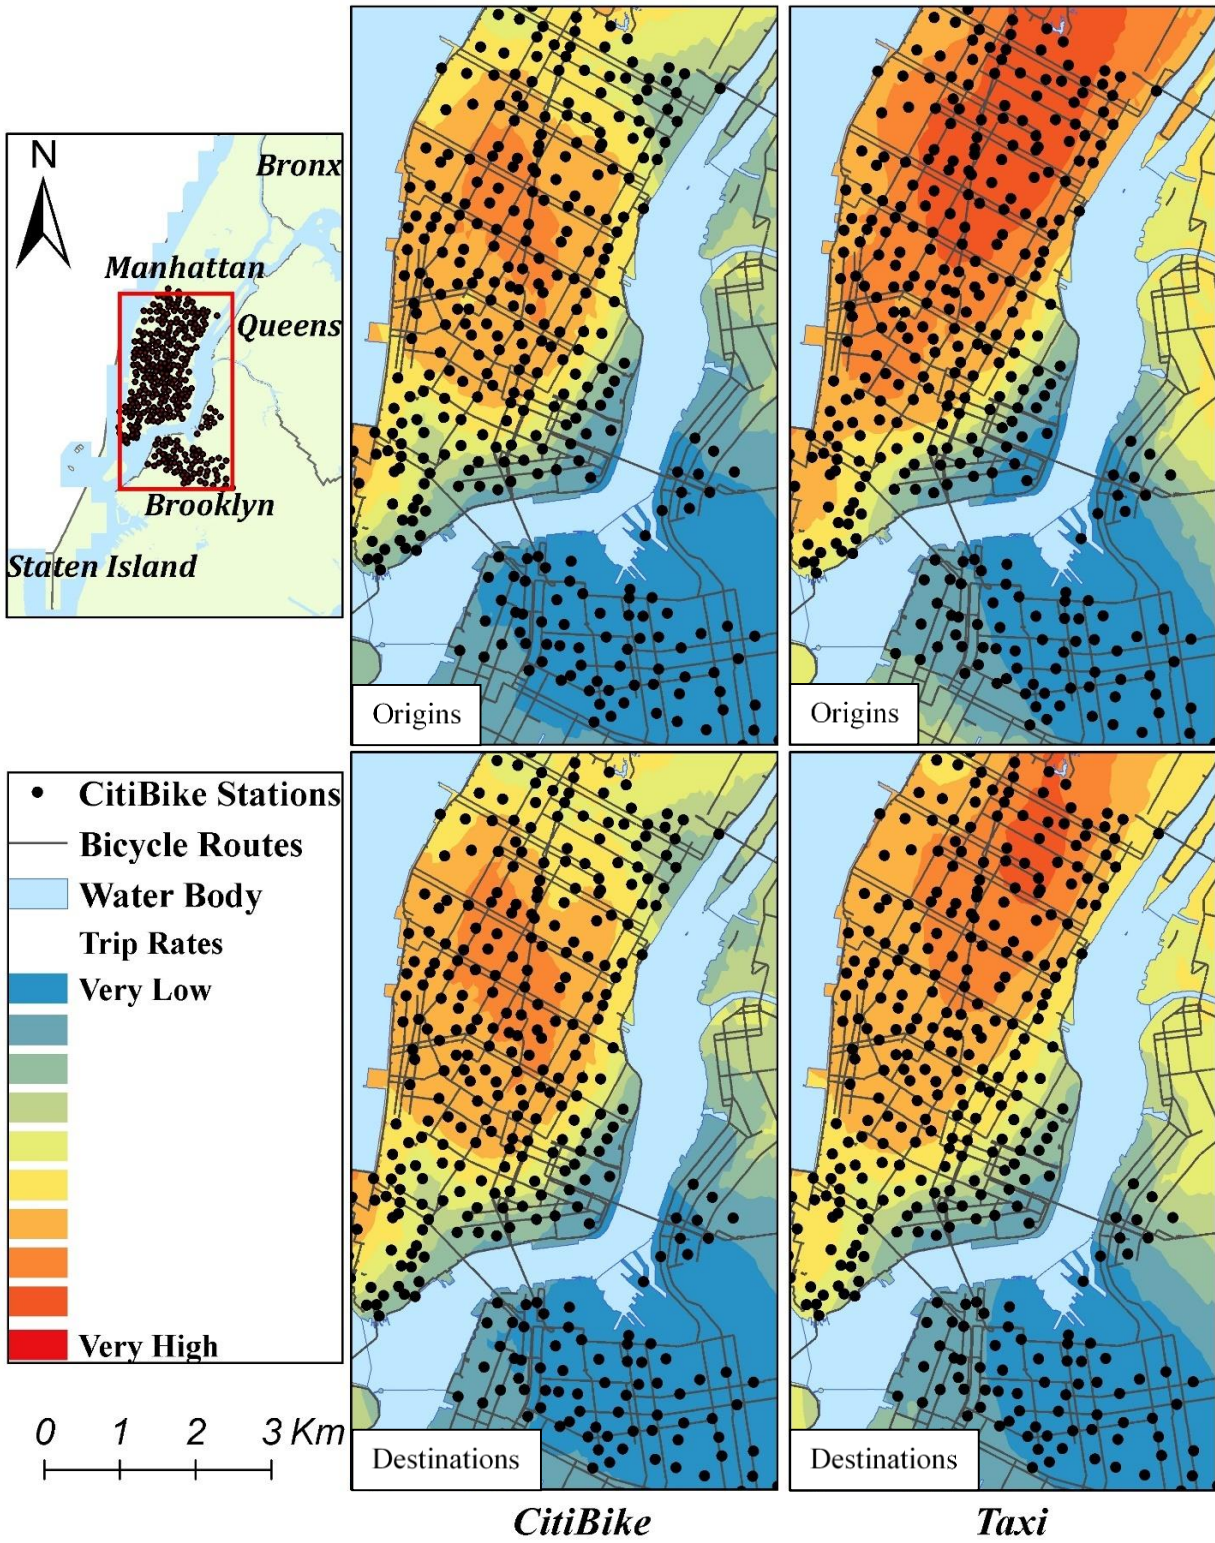 N
Bronx
Manhattan
Queens
Brooklyn
Staten Island
Origins
Origins
CitiBike Stations
Bicycle Routes
Water Body
Trip Rates
Very Low
Very High
0 1 2 3 Km
Destinations
Destinations
CitiBike
Taxi